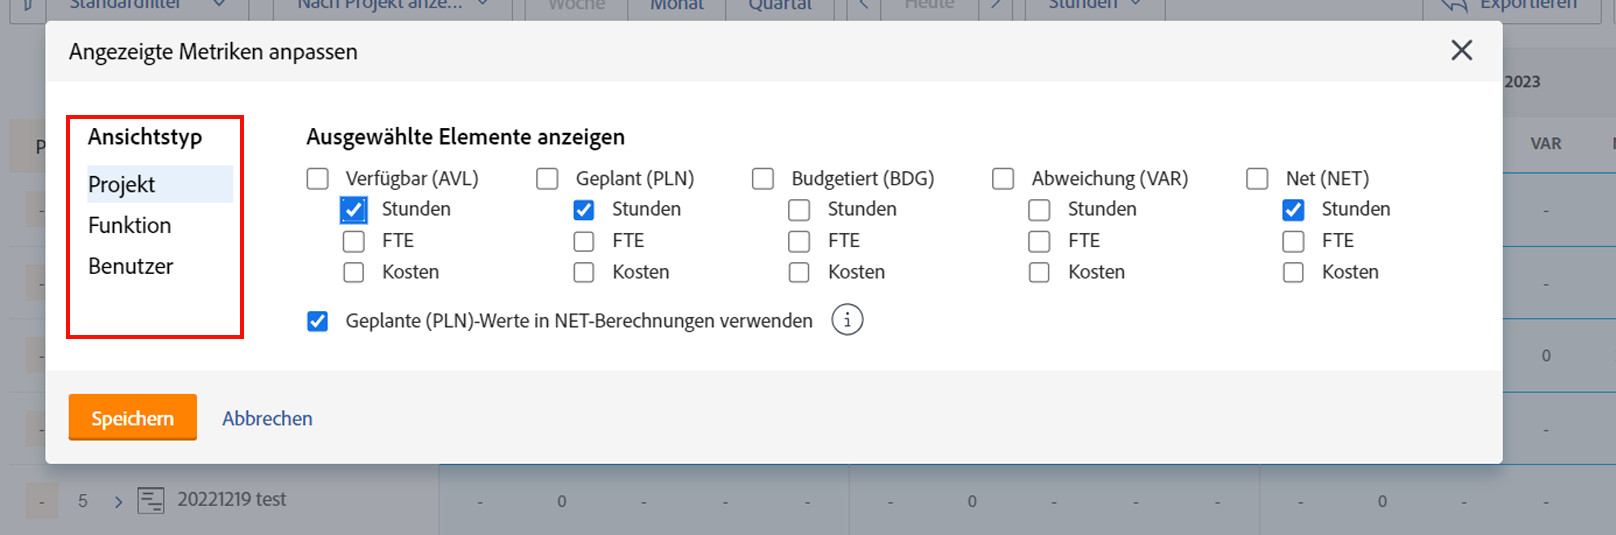 Standardfilter Nach Projekt anze... Woche Monat Quartal Heute Stunden Exportieren
Angezeigte Metriken anpassen
2023
Ansichtstyp
Projekt
Funktion
Benutzer
Ausgewählte Elemente anzeigen
Verfügbar (AVL) Geplant (PLN) Budgetiert (BDG) Abweichung (VAR) Net (NET)
Stunden Stunden Stunden Stunden Stunden
FTE FTE FTE FTE FTE
Kosten Kosten Kosten Kosten Kosten
Geplante (PLN)-Werte in NET-Berechnungen verwenden
P
VAR
-
-
-
-
- 0
- -
Speichern Abbrechen
- 5 20221219 test - 0 - - - 0 - - - 0 - -